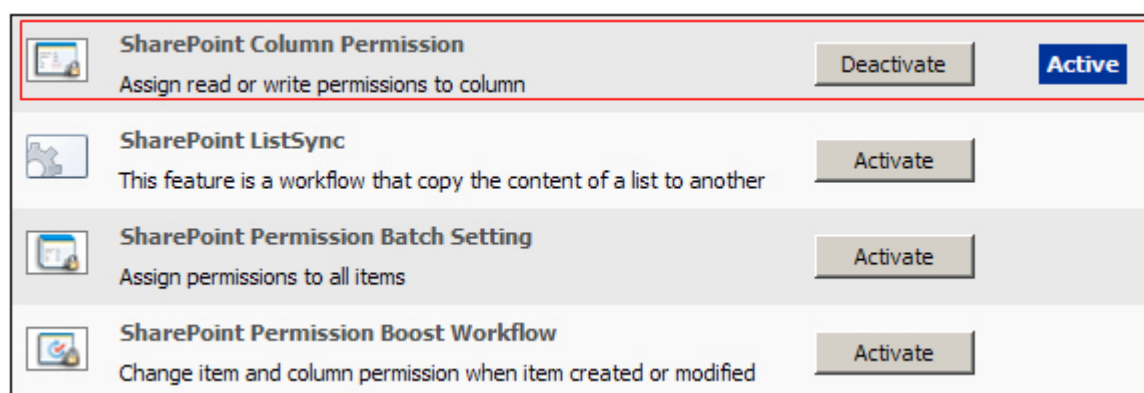 SharePoint Column Permission
Assign read or write permissions to column
Deactivate
Active
SharePoint ListSync
This feature is a workflow that copy the content of a list to another
Activate
SharePoint Permission Batch Setting
Assign permissions to all items
Activate
SharePoint Permission Boost Workflow
Change item and column permission when item created or modified
Activate